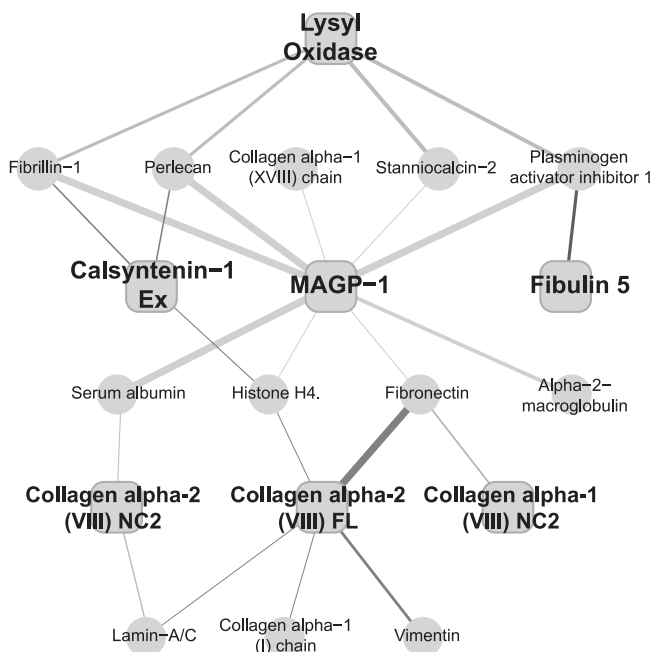 Lysyl
Oxidase
Fibrillin−1
Perlecan
Collagen alpha−1
(XVIII) chain
Stanniocalcin−2
Plasminogen
activator inhibitor 1
Calsyntenin−1
Ex
MAGP−1
Fibulin 5
Serum albumin
Histone H4.
Fibronectin
Alpha−2−
macroglobulin
Collagen alpha-2
(VIII) NC2
Collagen alpha-2
(VIII) FL
Collagen alpha-1
(VIII) NC2
Lamin−A/C
Collagen alpha−1
(I) chain
Vimentin